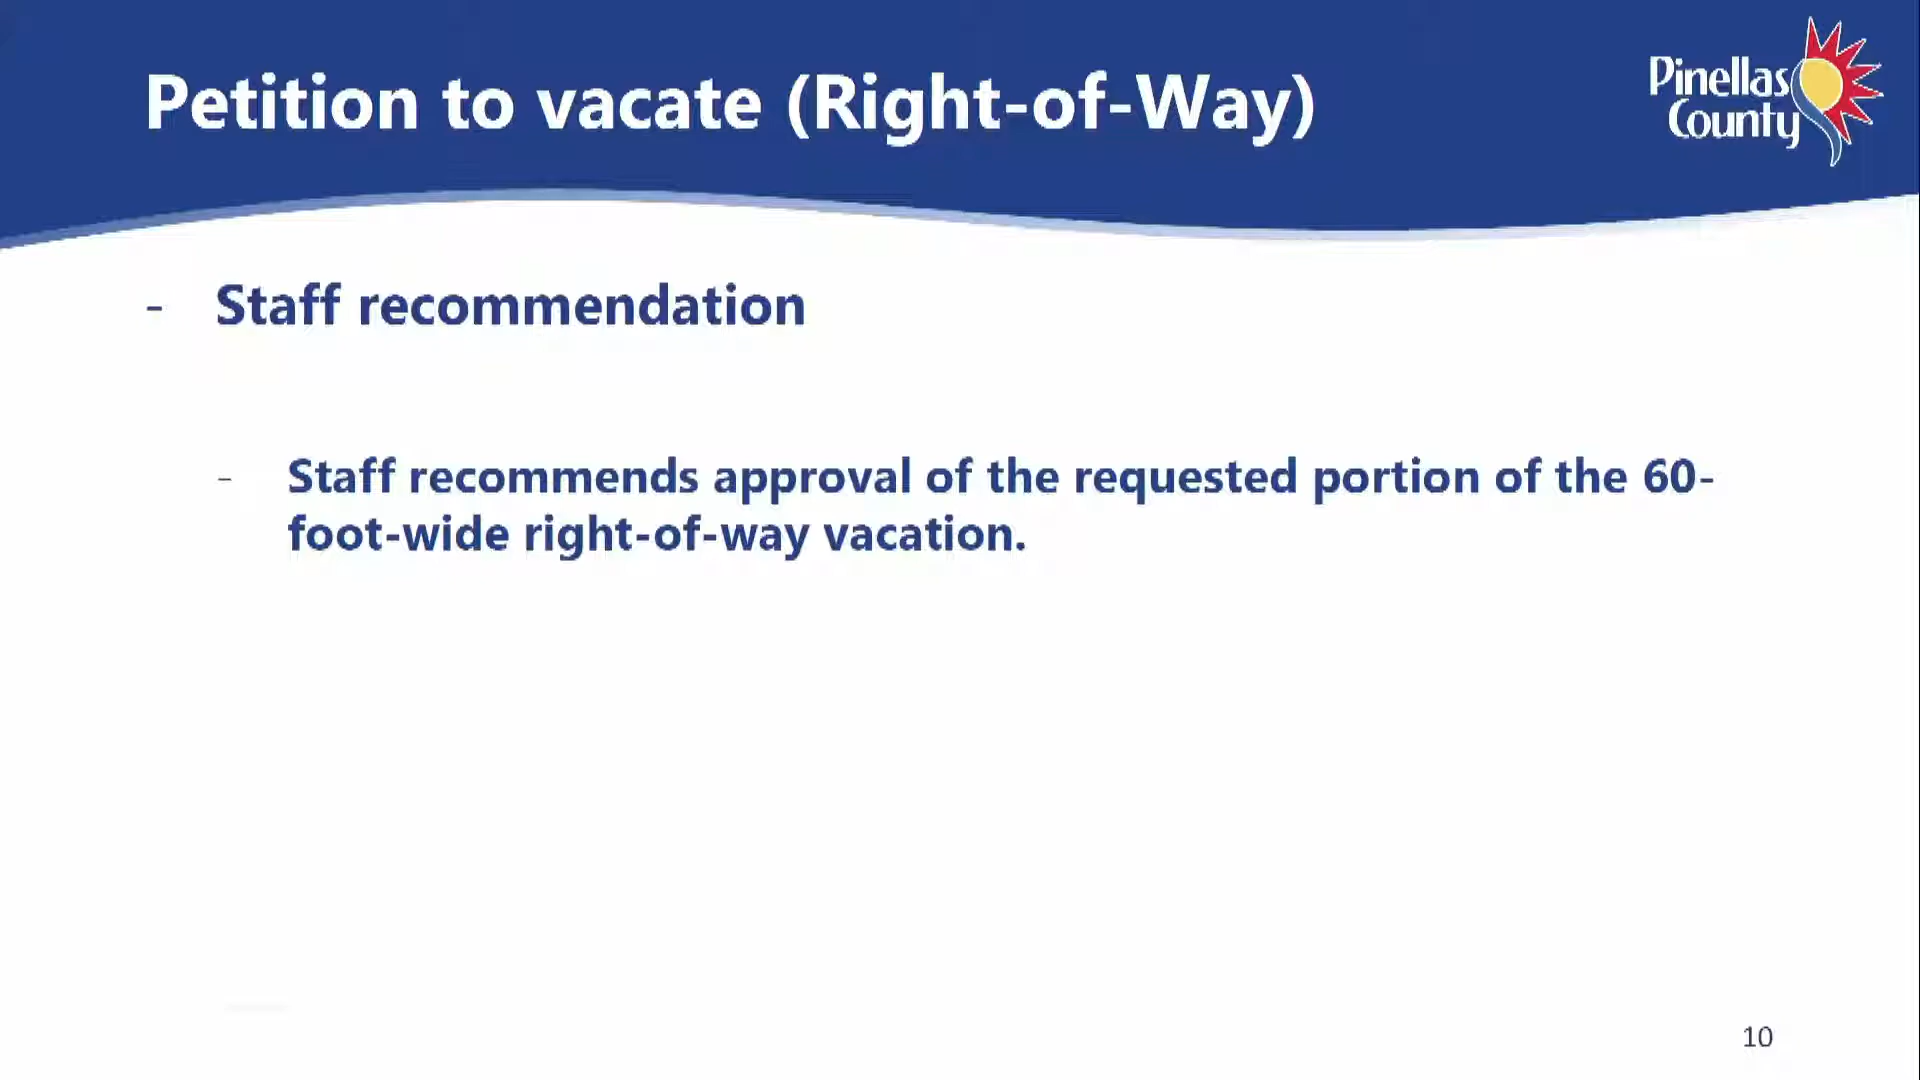 Petition to vacate (Right-of-Way)
Pinellas
County
- Staff recommendation
- Staff recommends approval of the requested portion of the 60-
foot-wide right-of-way vacation.
10